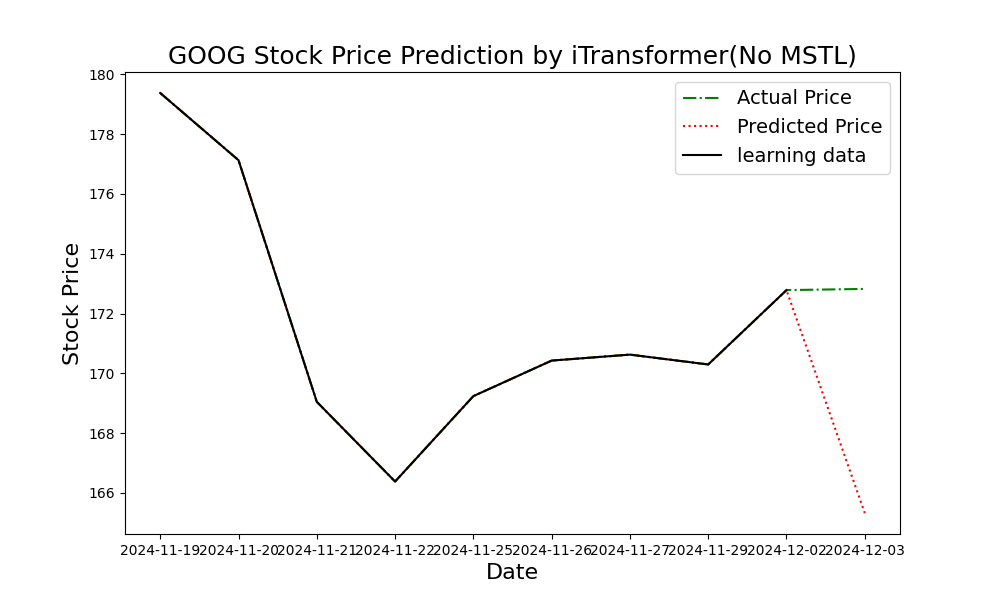 GOOG Stock Price Prediction by iTransformer(No MSTL)
Actual Price
Predicted Price
learning data
Stock Price
180
178
176
174
172
170
168
166
2024-11-19 2024-11-20 2024-11-21 2024-11-22 2024-11-25 2024-11-26 2024-11-27 2024-11-29 2024-12-02 2024-12-03
Date